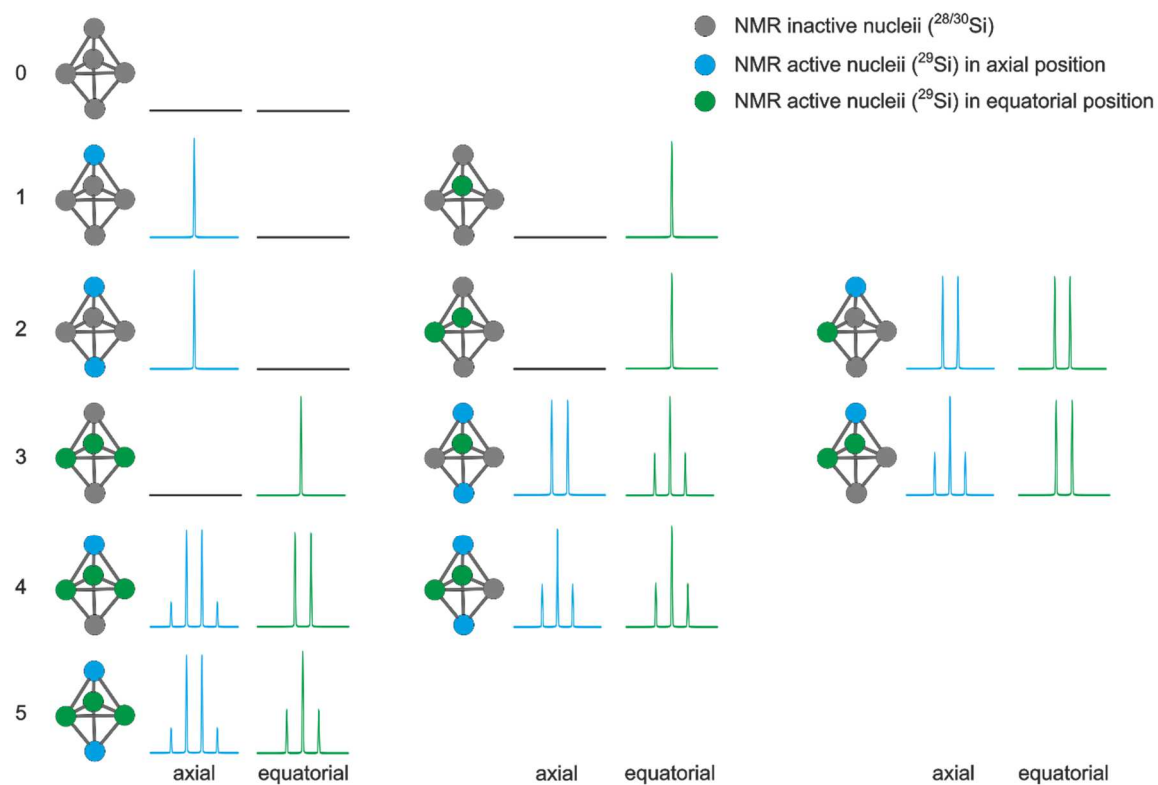 NMR inactive nucleii (²⁸/³⁰Si)
0
NMR active nucleii (²⁹Si) in axial position
NMR active nucleii (²⁹Si) in equatorial position
1
2
3
4
5
axial equatorial axial equatorial axial equatorial